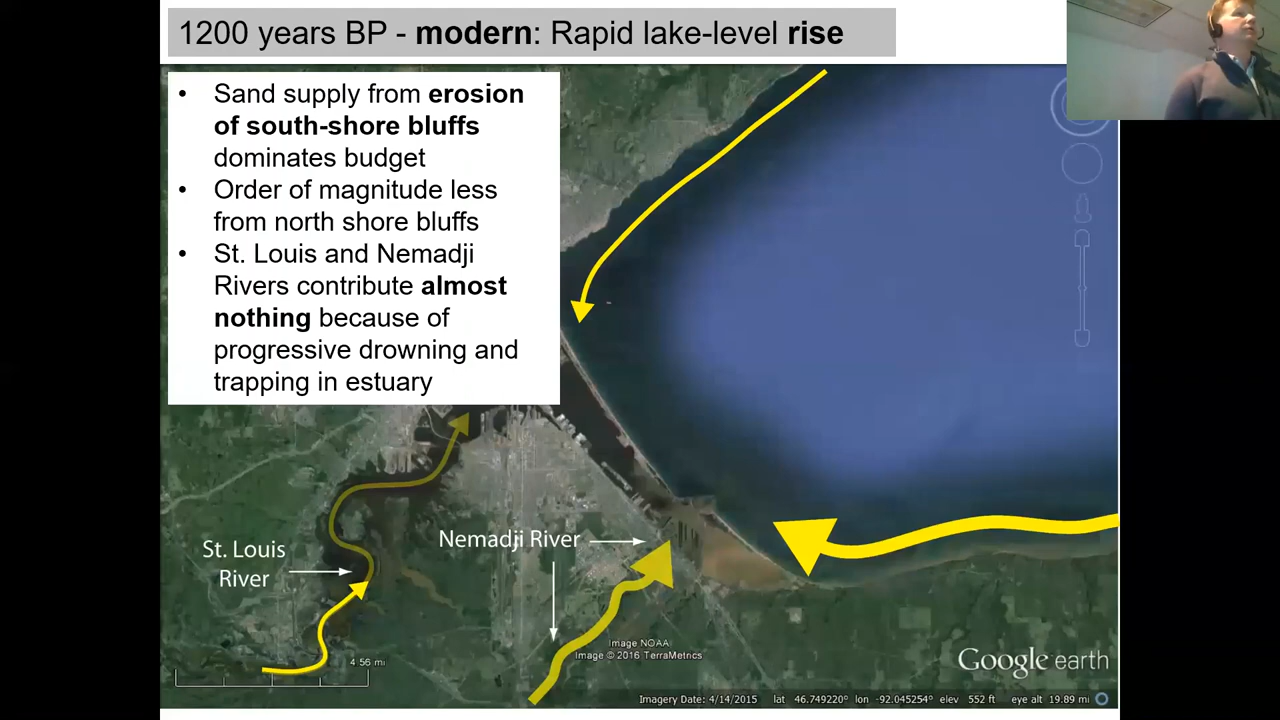 1200 years BP - modern: Rapid lake-level rise
• Sand supply from erosion
of south-shore bluffs
dominates budget
• Order of magnitude less
from north shore bluffs
• St. Louis and Nemadji
Rivers contribute almost
nothing because of
progressive drowning and
trapping in estuary
Nemadji River
St. Louis
River
4.56 mi
Image NOAA
Image © 2016 TerraMetrics
Google earth
Imagery Date: 4/14/2015 lat 46.749220° lon -92.045254° elev 552 ft eye alt 19.89 mi